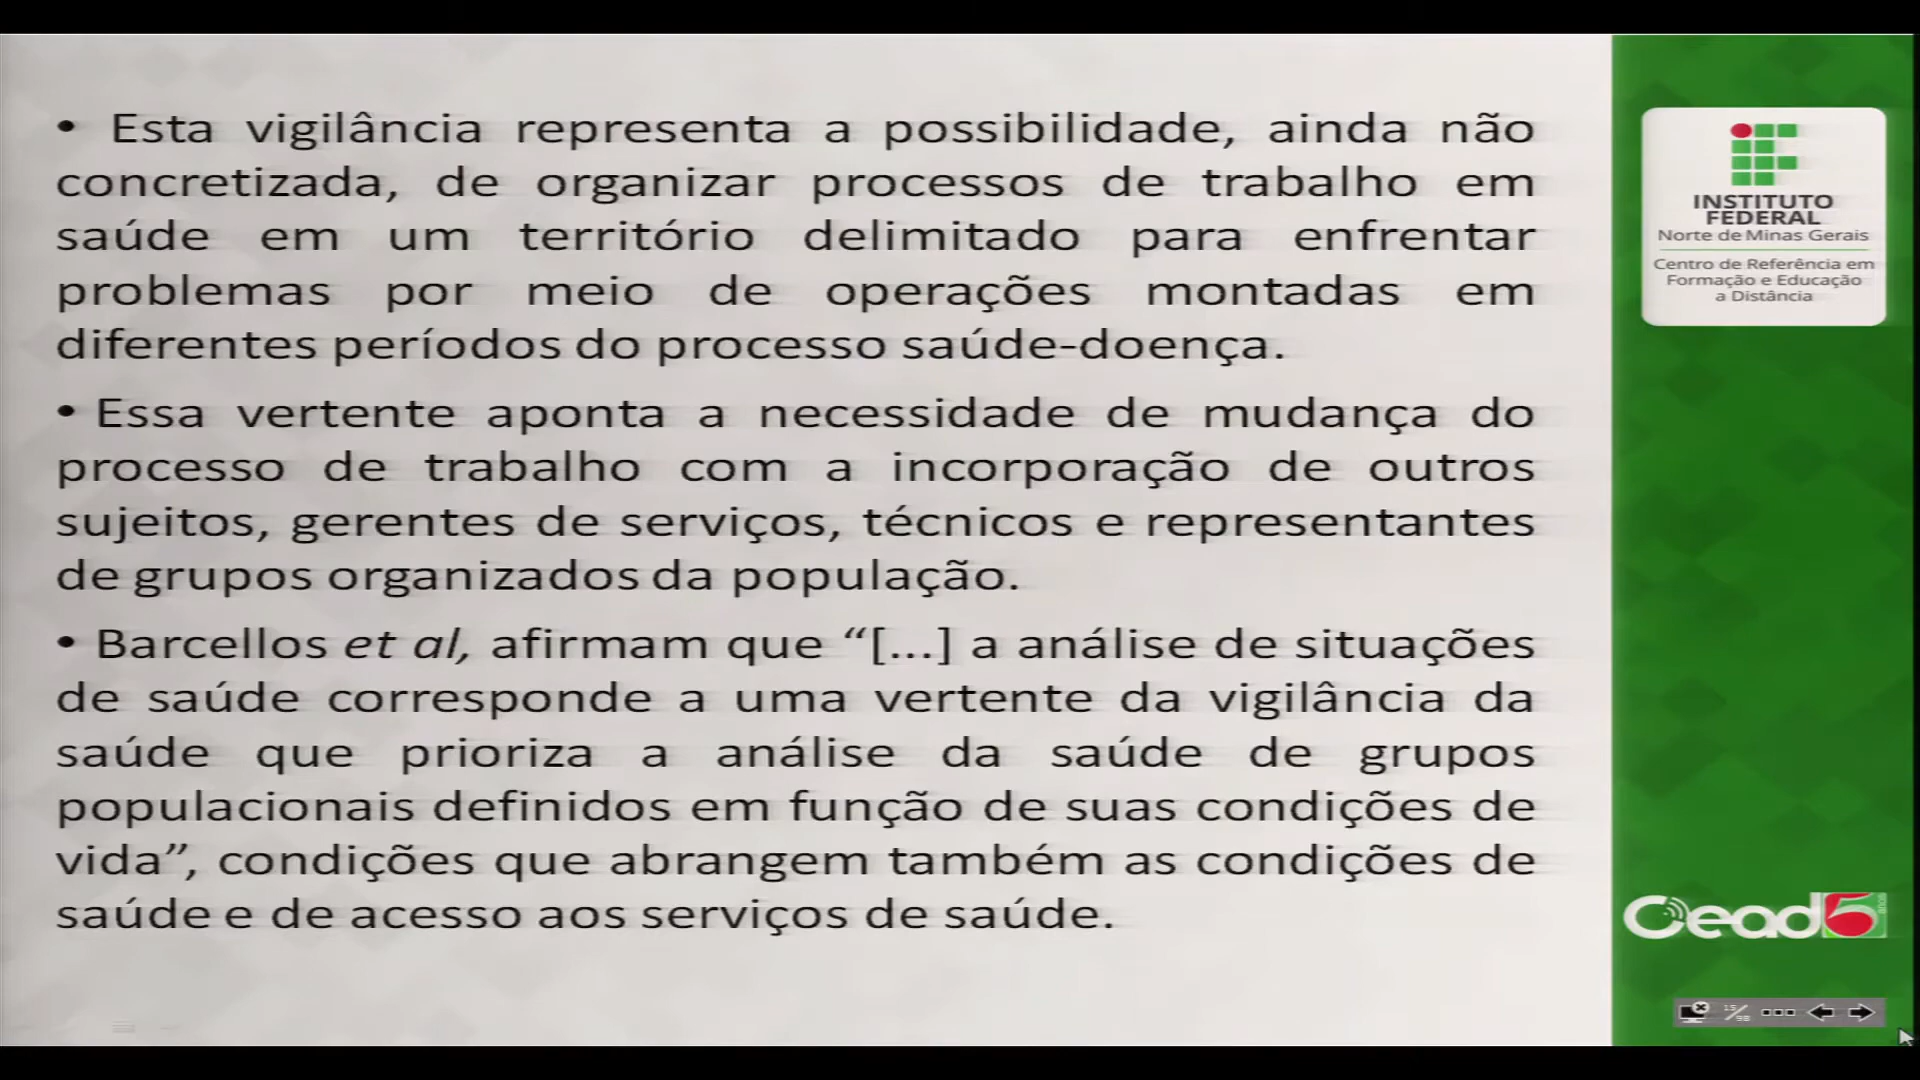 • Esta vigilância representa a possibilidade, ainda não
concretizada, de organizar processos de trabalho em
saúde em um território delimitado para enfrentar
problemas por meio de operações montadas em
diferentes períodos do processo saúde-doença.
• Essa vertente aponta a necessidade de mudança do
processo de trabalho com a incorporação de outros
sujeitos, gerentes de serviços, técnicos e representantes
de grupos organizados da população.
• Barcellos et al, afirmam que “[...] a análise de situações
de saúde corresponde a uma vertente da vigilância da
saúde que prioriza a análise da saúde de grupos
populacionais definidos em função de suas condições de
vida”, condições que abrangem também as condições de
saúde e de acesso aos serviços de saúde.
INSTITUTO
FEDERAL
Norte de Minas Gerais
Centro de Referência em
Formação e Educação
a Distância
Cead 5